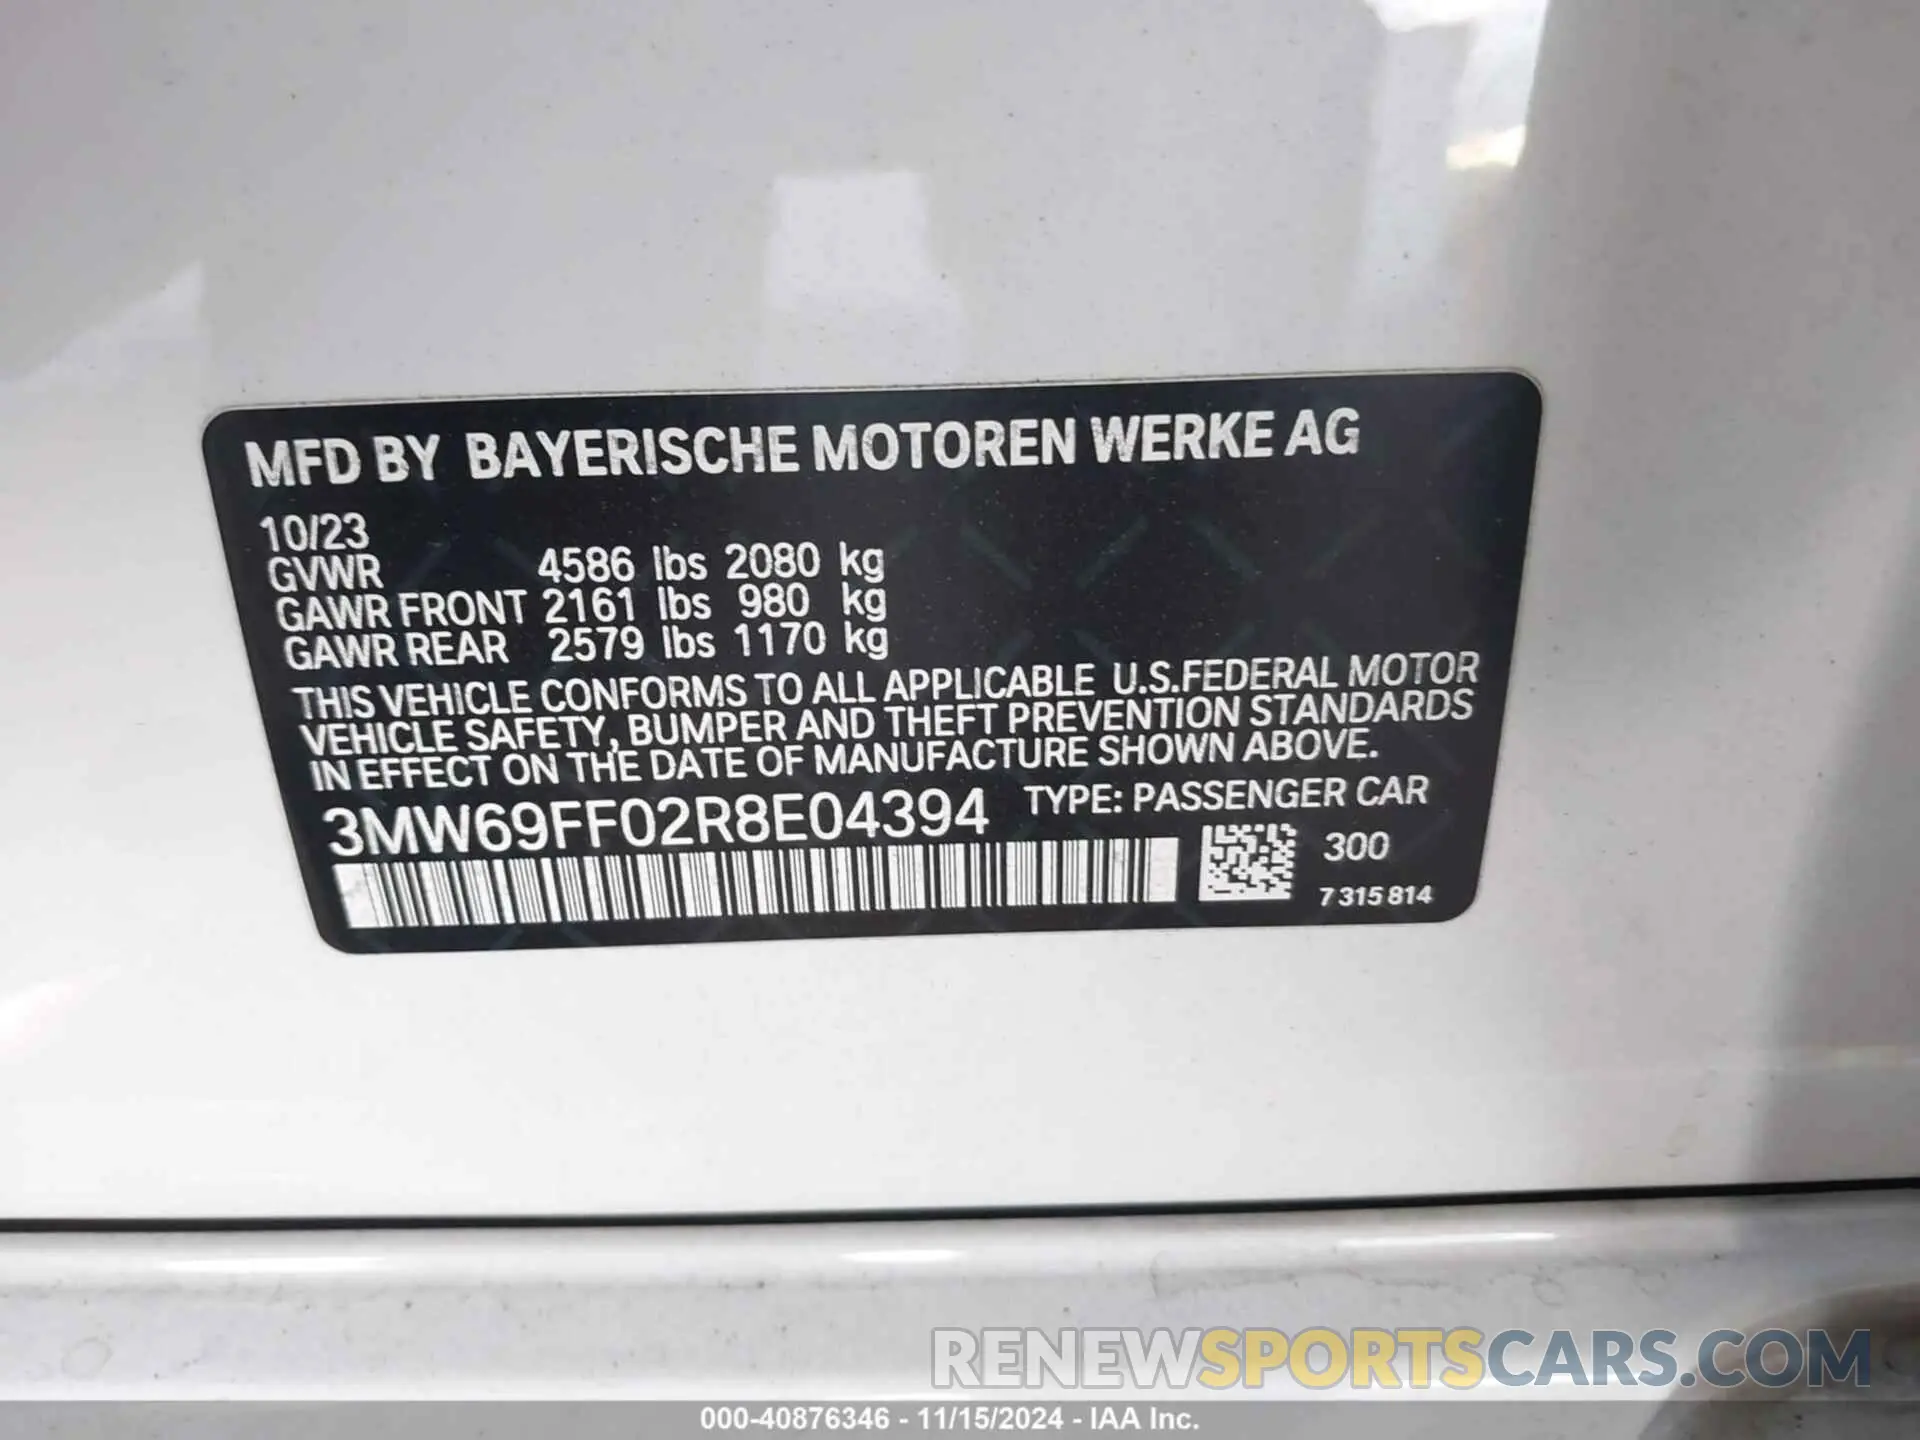 MFD BY BAYERISCHE MOTOREN WERKE AG
10/23
GVWR 4586 lbs 2080 kg
GAWR FRONT 2161 lbs 980 kg
GAWR REAR 2579 lbs 1170 kg
THIS VEHICLE CONFORMS TO ALL APPLICABLE U.S.FEDERAL MOTOR
VEHICLE SAFETY, BUMPER AND THEFT PREVENTION STANDARDS
IN EFFECT ON THE DATE OF MANUFACTURE SHOWN ABOVE.
3MW69FF02R8E04394 TYPE: PASSENGER CAR
300
7 315 814
RENEWSPORTSCARS.COM
000-40876346 - 11/15/2024 - IAA Inc.